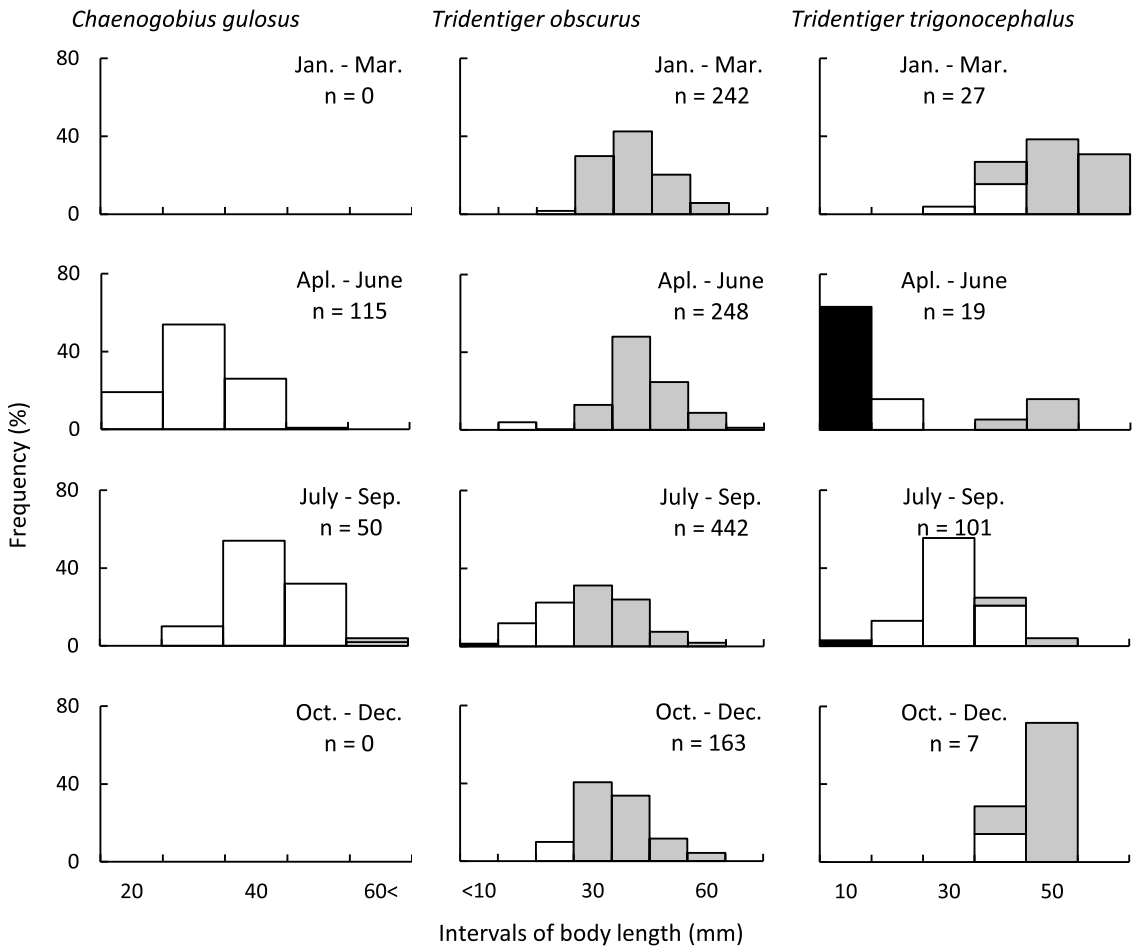 Chaenogobius gulosus
Tridentiger obscurus
Tridentiger trigonocephalus
80
40
0
Jan. - Mar.
n = 0
Jan. - Mar.
n = 242
Jan. - Mar.
n = 27
80
40
0
Apl. - June
n = 115
Apl. - June
n = 248
Apl. - June
n = 19
Frequency (%)
80
40
0
July - Sep.
n = 50
July - Sep.
n = 442
July - Sep.
n = 101
80
40
0
Oct. - Dec.
n = 0
Oct. - Dec.
n = 163
Oct. - Dec.
n = 7
20 40 60<
<10 30 60
10 30 50
Intervals of body length (mm)